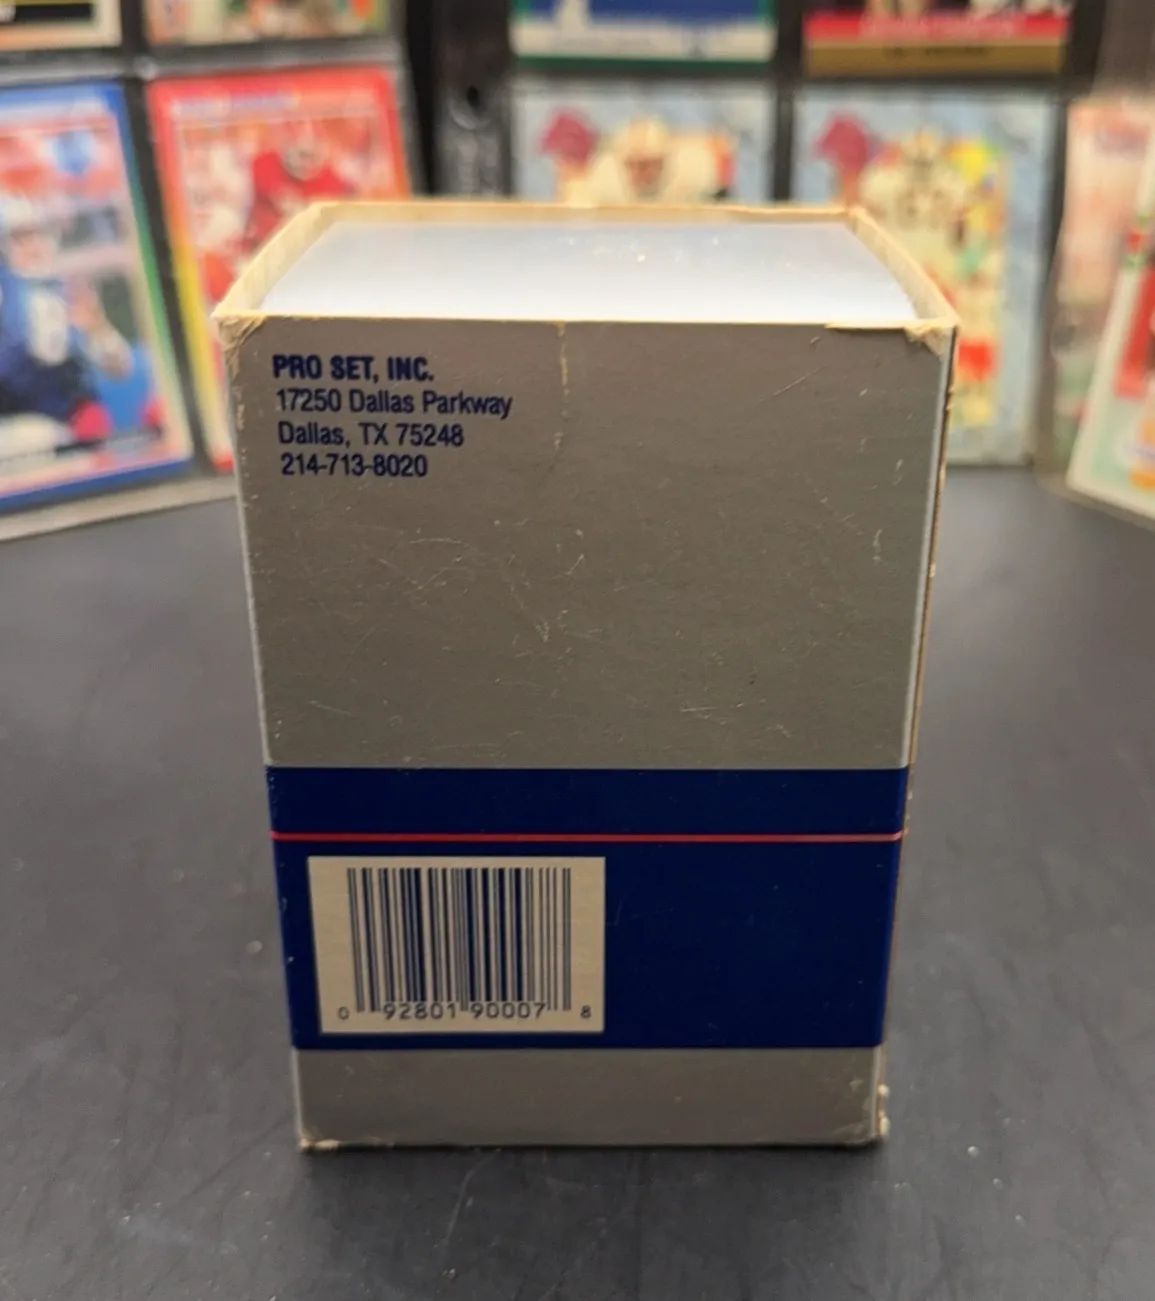 PRO SET, INC.
17250 Dallas Parkway
Dallas, TX 75248
214-713-8020
0 92801 90007 8